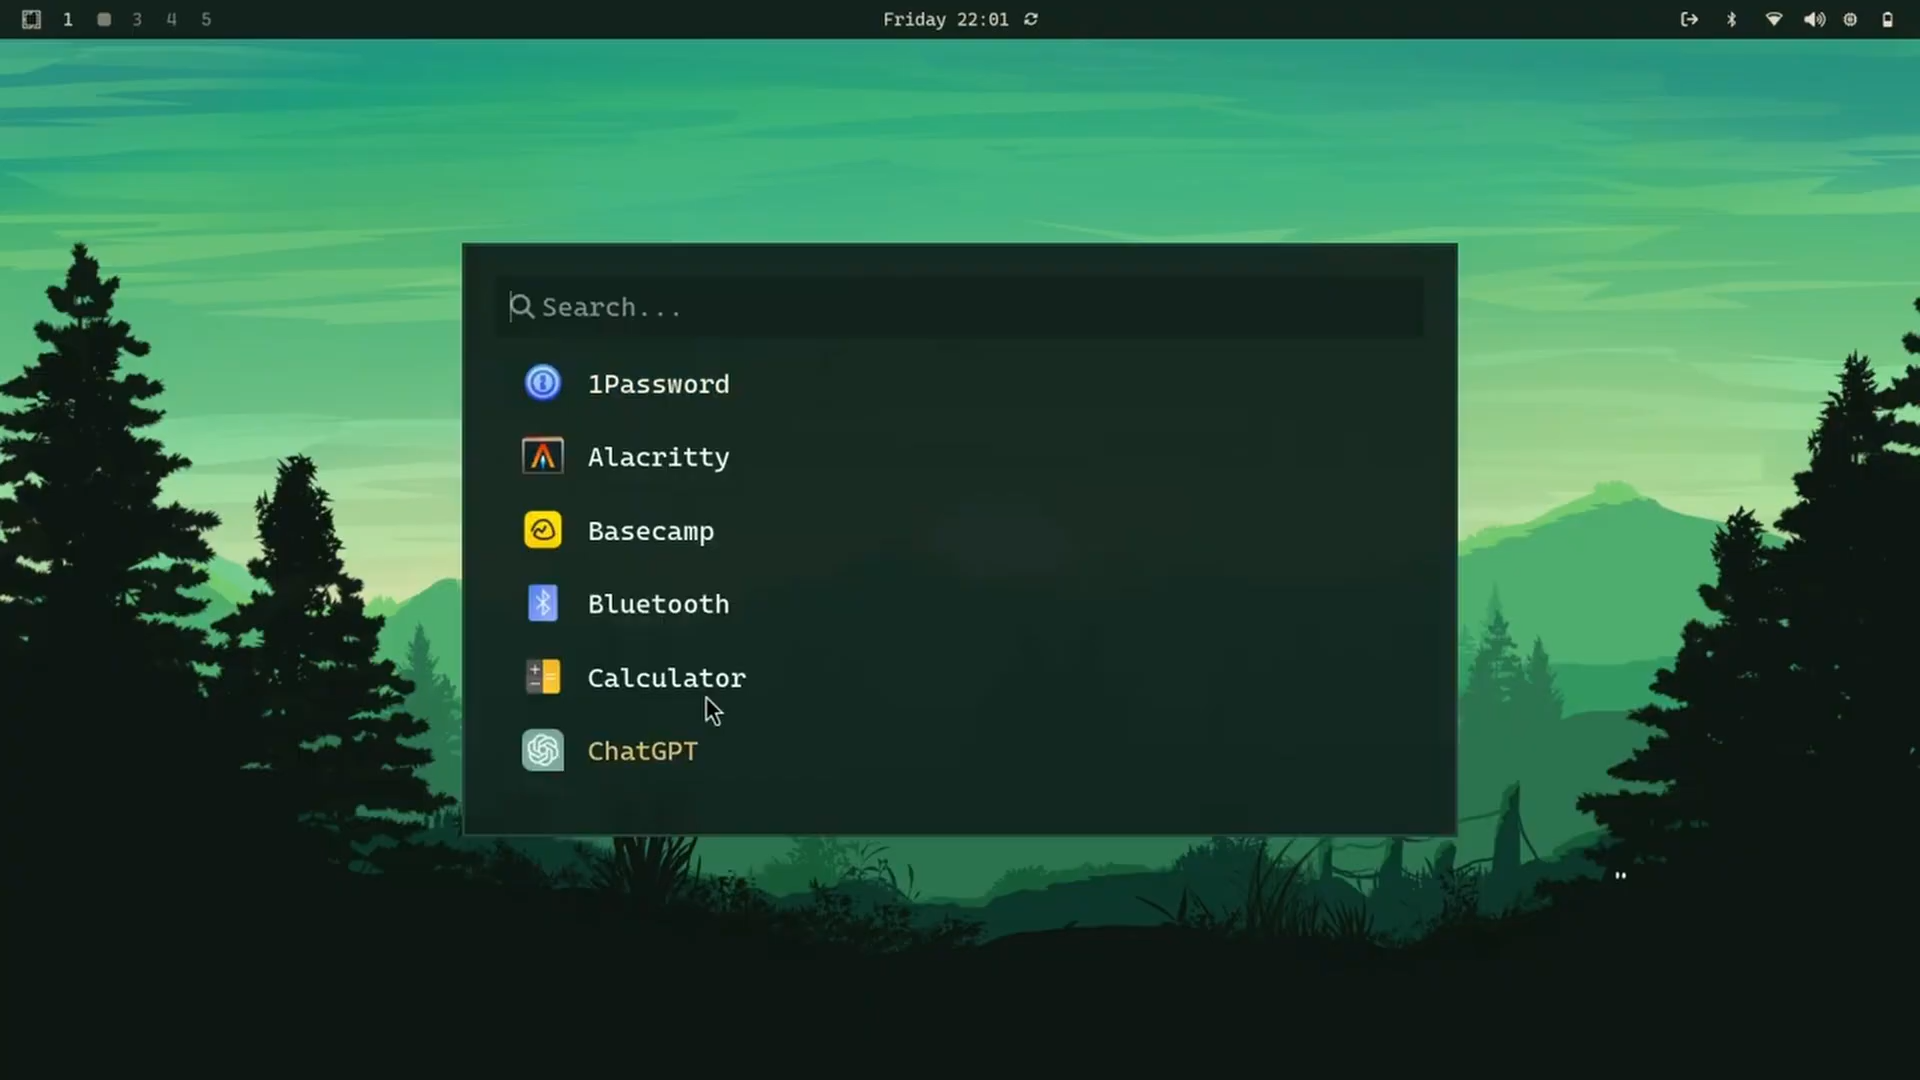 1 3 4 5
Friday 22:01
Search...
1Password
Alacritty
Basecamp
Bluetooth
Calculator
ChatGPT